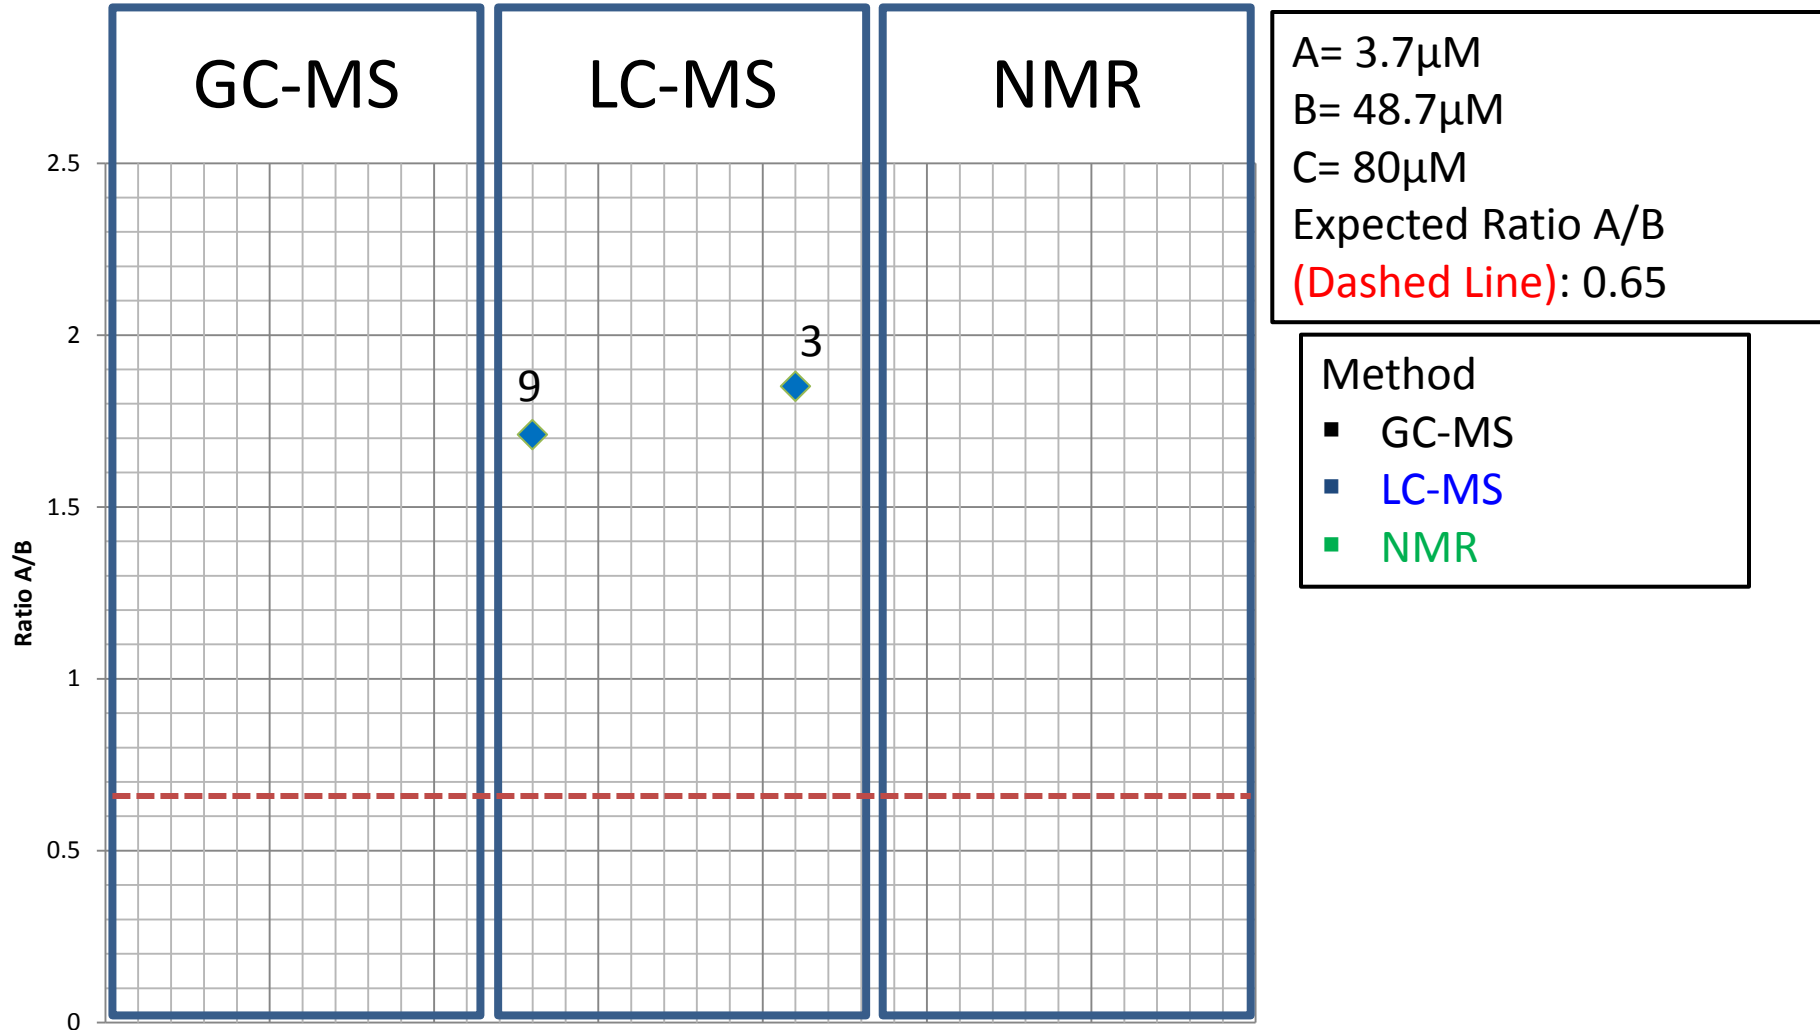 GC-MS
LC-MS
NMR
A= 3.7µM
B= 48.7µM
C= 80µM
Expected Ratio A/B
(Dashed Line): 0.65
Method
▪ GC-MS
▪ LC-MS
▪ NMR
Ratio A/B
2.5
2
1.5
1
0.5
0
9
3